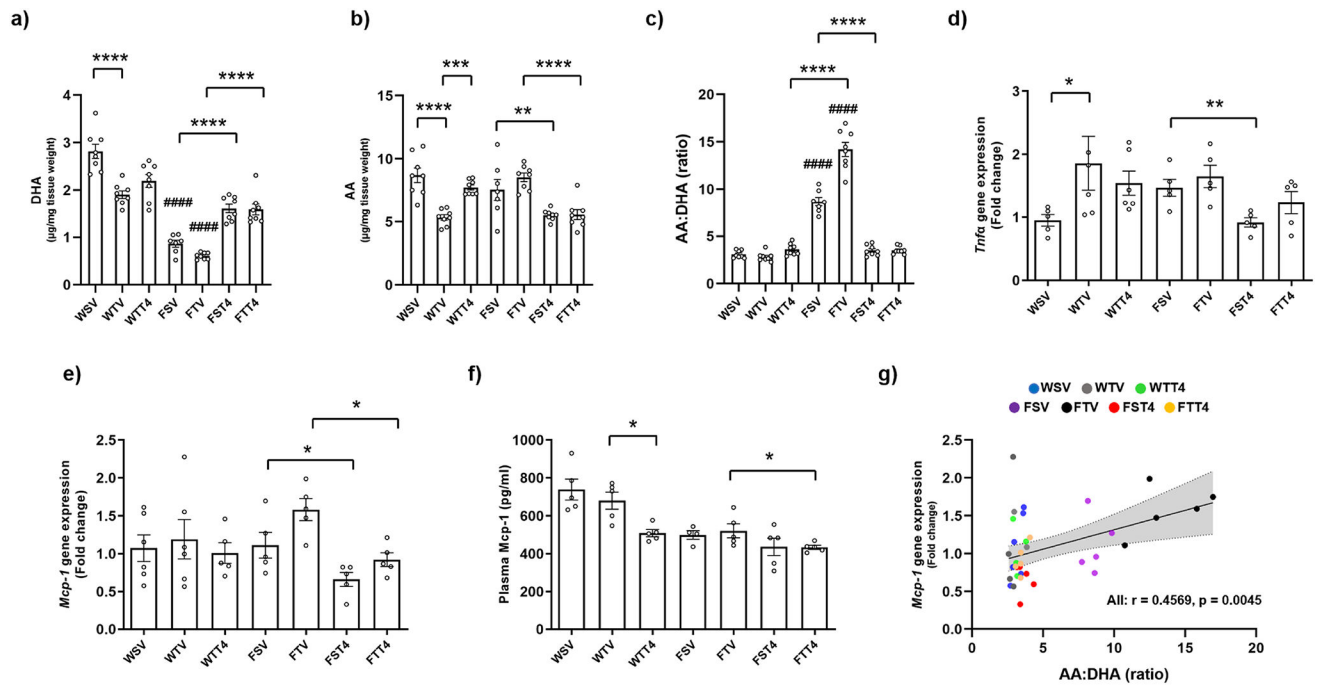 a)
****
****
****
####
####
4
3
2
1
0
DHA
(µg/mg tissue weight)
WSV
WTV
WTT4
FSV
FTV
FST4
FTT4
b)
***
****
****
**
15
10
5
0
AA
(µg/mg tissue weight)
WSV
WTV
WTT4
FSV
FTV
FST4
FTT4
c)
****
****
####
####
20
15
10
5
0
AA:DHA (ratio)
WSV
WTV
WTT4
FSV
FTV
FST4
FTT4
d)
*
**
3
2
1
0
Tnfα gene expression
(Fold change)
WSV
WTV
WTT4
FSV
FTV
FST4
FTT4
e)
*
*
2.5
2.0
1.5
1.0
0.5
0.0
Mcp-1 gene expression
(Fold change)
WSV
WTV
WTT4
FSV
FTV
FST4
FTT4
f)
*
*
1000
800
600
400
200
0
Plasma Mcp-1 (pg/ml)
WSV
WTV
WTT4
FSV
FTV
FST4
FTT4
g)
WSV WTV WTT4
FSV FTV FST4 FTT4
2.5
2.0
1.5
1.0
0.5
0.0
Mcp-1 gene expression
(Fold change)
All: r = 0.4569, p = 0.0045
0 5 10 15 20
AA:DHA (ratio)